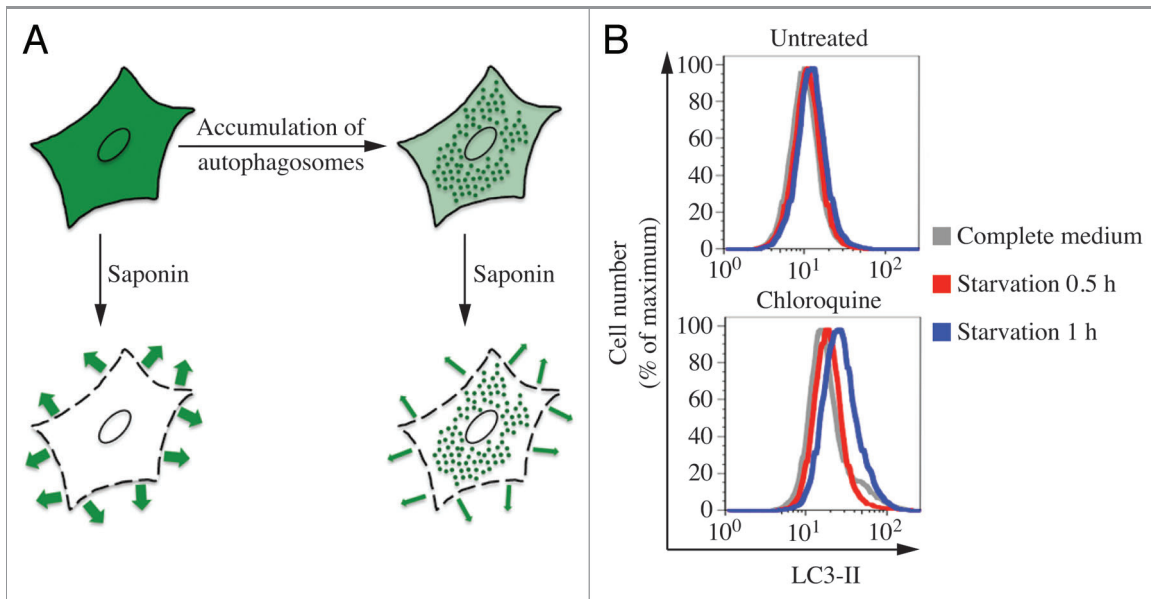 A
Accumulation of
autophagosomes
Saponin
Saponin
B
Untreated
100
80
60
40
20
0
10⁰
10¹
10²
Chloroquine
100
80
60
40
20
0
10⁰
10¹
10²
Cell number
(% of maximum)
LC3-II
Complete medium
Starvation 0.5 h
Starvation 1 h